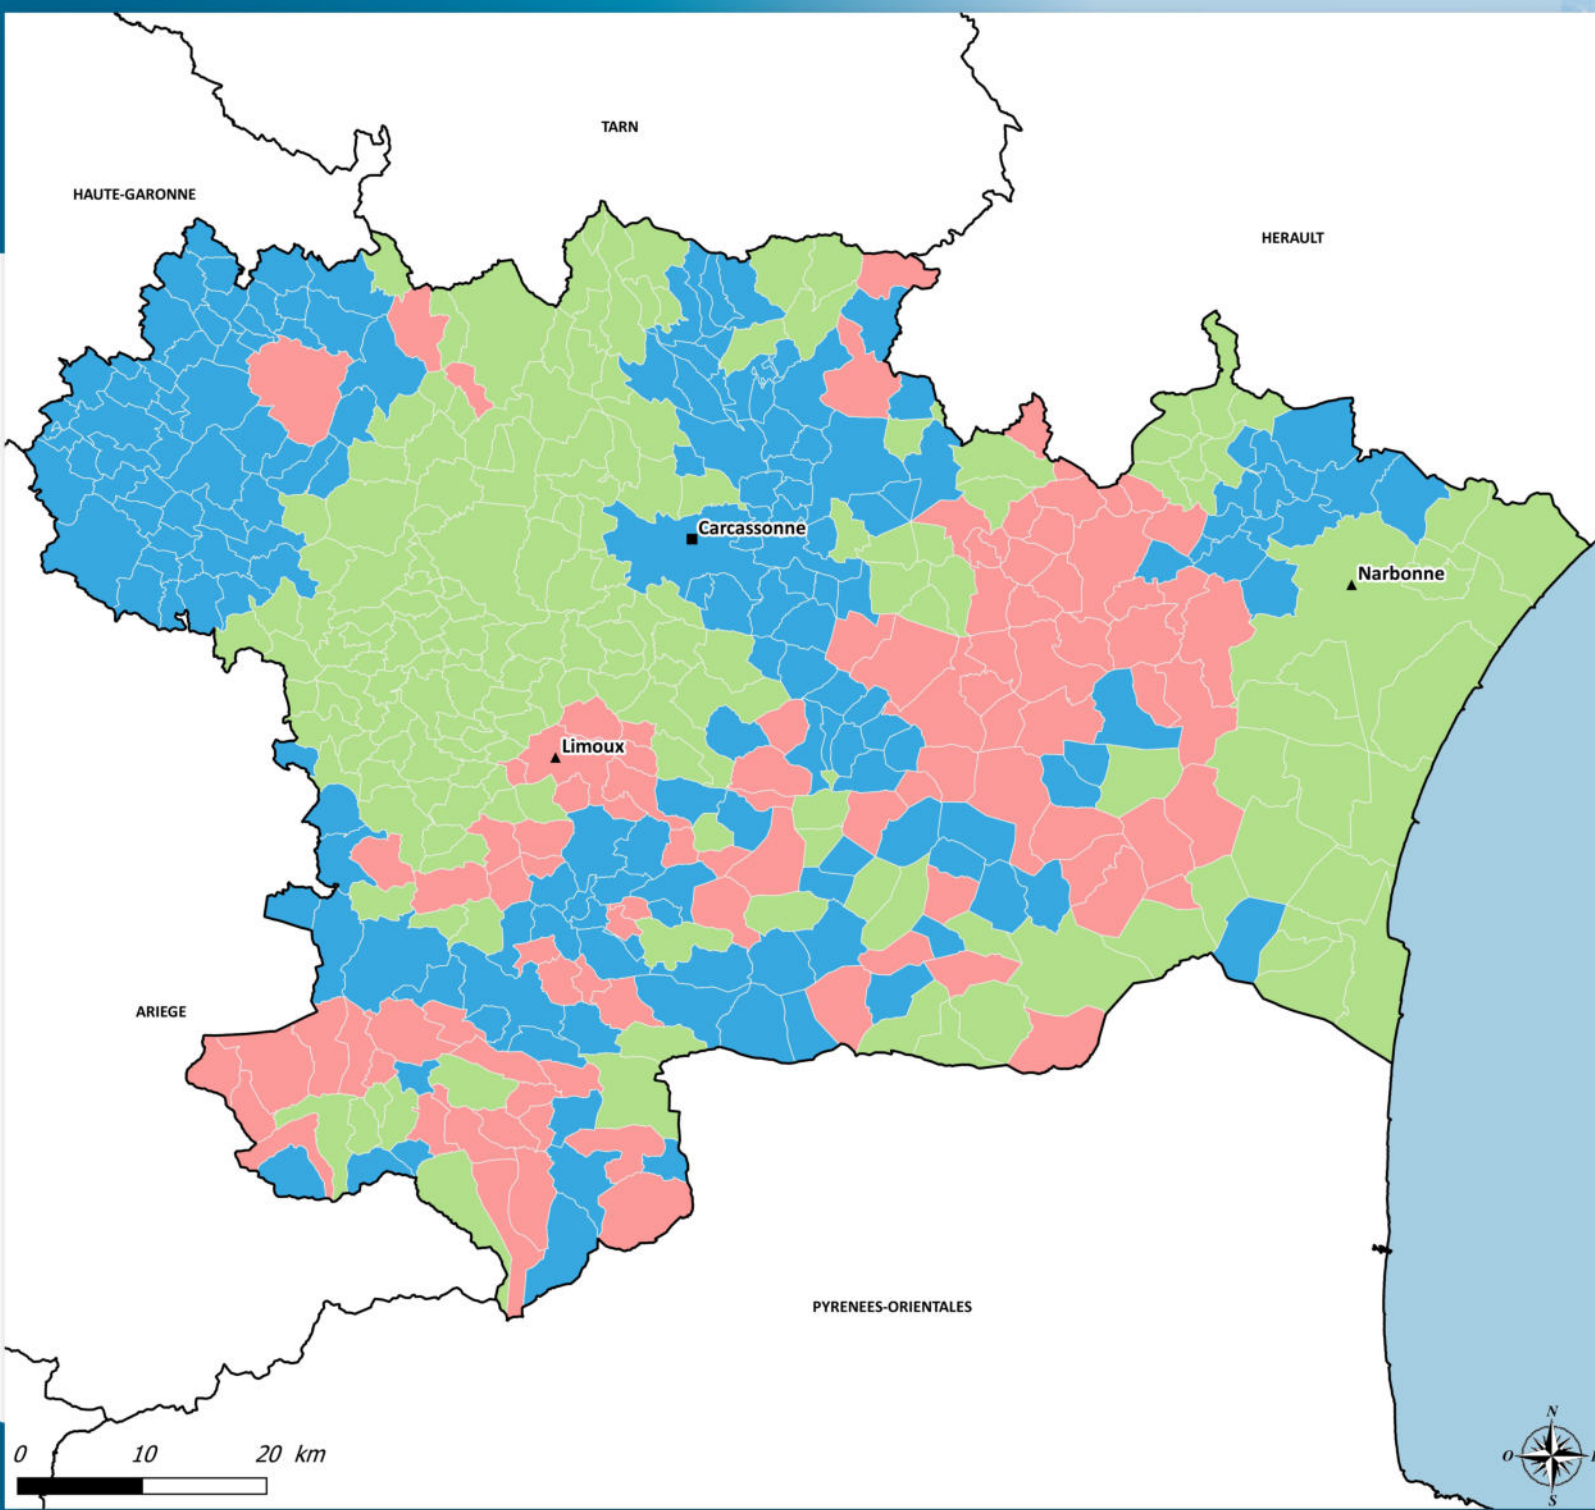 TARN
HAUTE-GARONNE
HERAULT
Carcassonne
Narbonne
Limoux
ARIEGE
PYRENEES-ORIENTALES
0 10 20 km
N
O
S